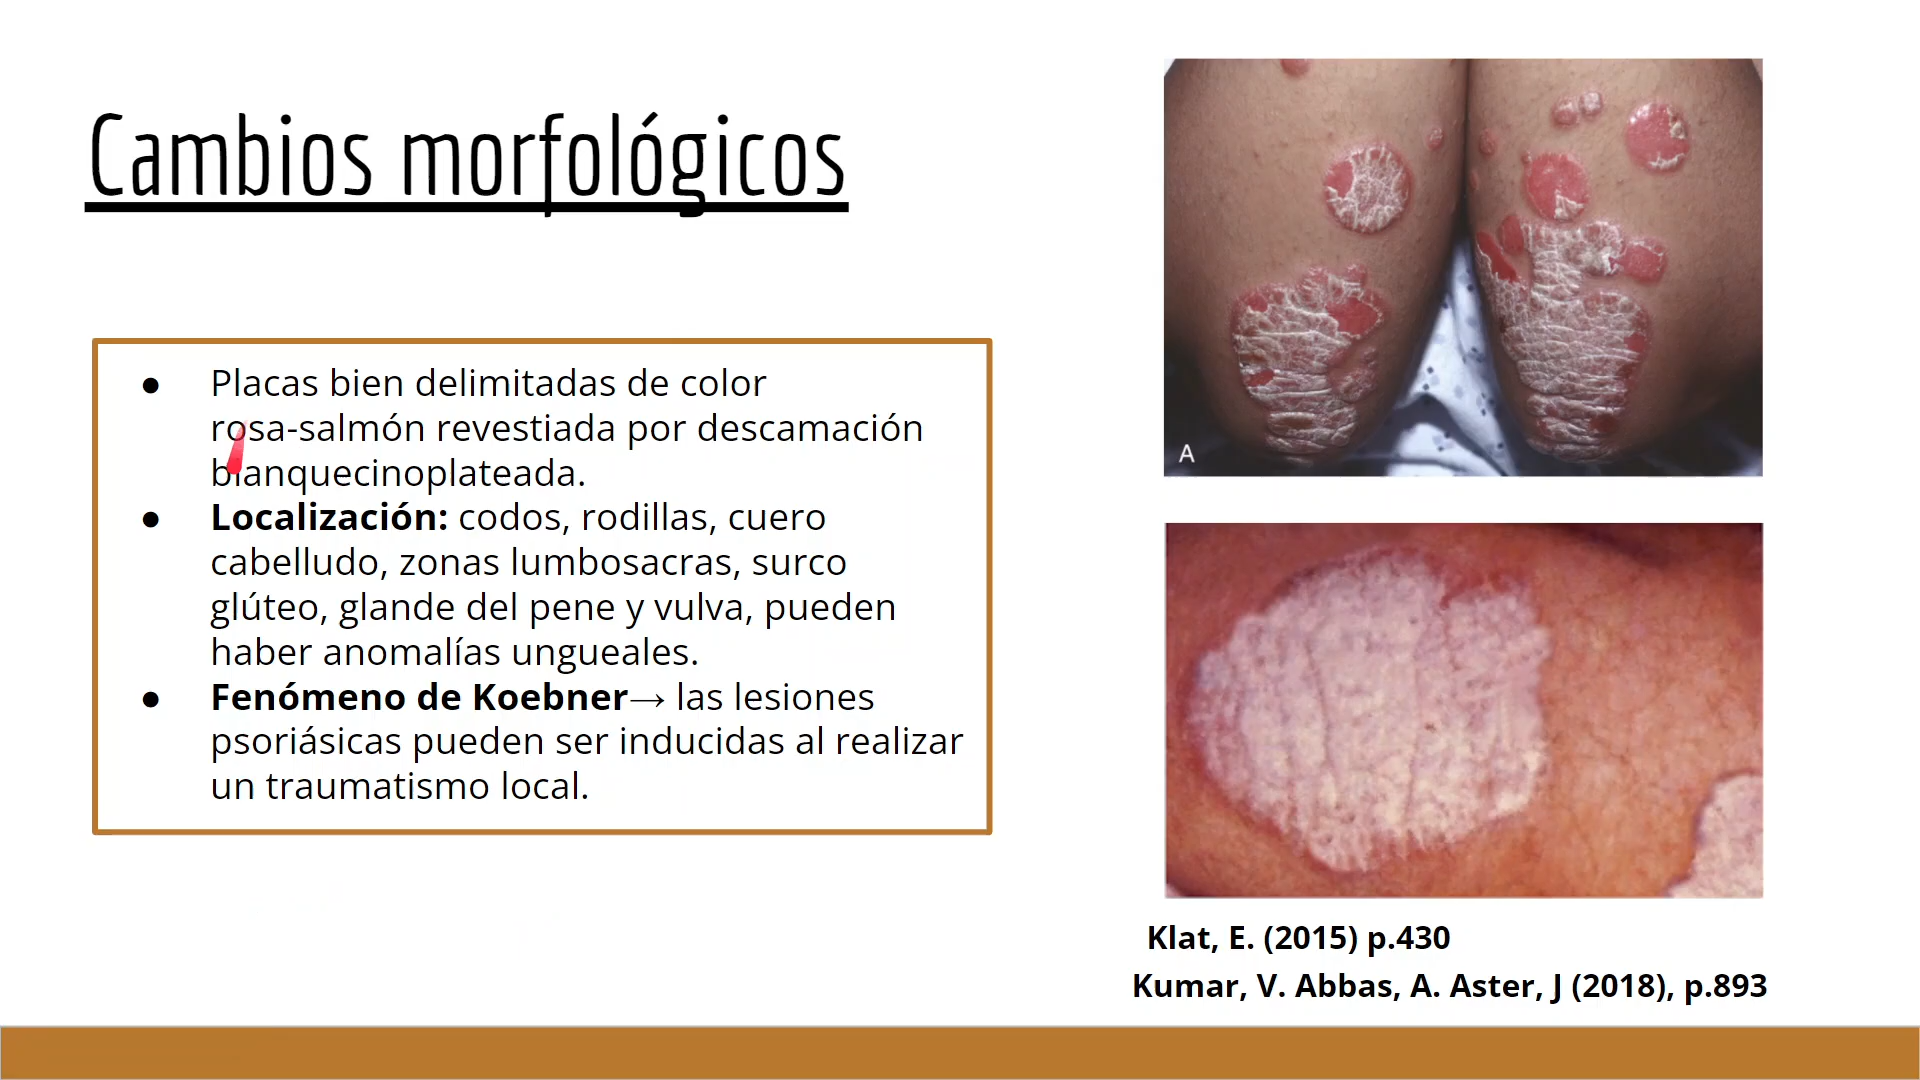 Cambios morfológicos
● Placas bien delimitadas de color
rosa-salmón revestiada por descamación
blanquecinoplateada.
● Localización: codos, rodillas, cuero
cabelludo, zonas lumbosacras, surco
glúteo, glande del pene y vulva, pueden
haber anomalías ungueales.
● Fenómeno de Koebner→ las lesiones
psoriásicas pueden ser inducidas al realizar
un traumatismo local.
A
Klat, E. (2015) p.430
Kumar, V. Abbas, A. Aster, J (2018), p.893